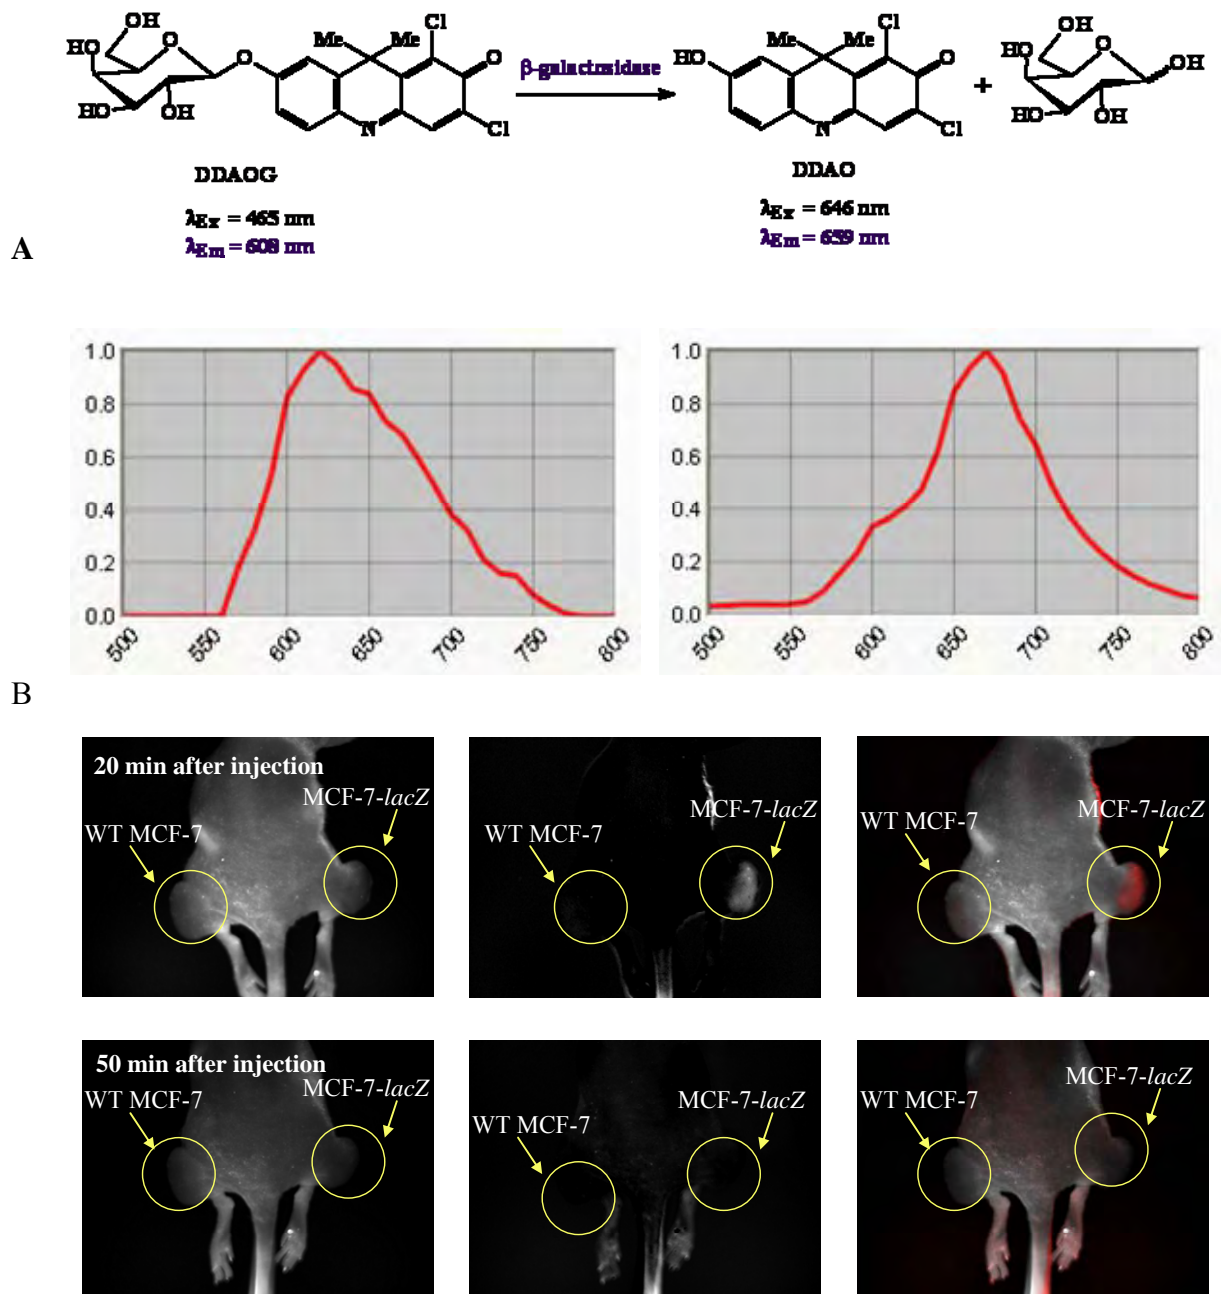 OH
HO
O
O
HO
OH
Me
Me
Cl
O
N
Cl
DDAOG
λEx = 465 nm
λEm = 608 nm
β-galactosidase
HO
Me
Me
Cl
O
N
Cl
DDAO
λEx = 646 nm
λEm = 659 nm
+
HO
HO
O
OH
HO
OH
A
1.0
0.8
0.6
0.4
0.2
0.0
500
550
600
650
700
750
800
1.0
0.8
0.6
0.4
0.2
0.0
500
550
600
650
700
750
800
B
20 min after injection
MCF-7-lacZ
WT MCF-7
MCF-7-lacZ
WT MCF-7
MCF-7-lacZ
WT MCF-7
50 min after injection
MCF-7-lacZ
WT MCF-7
MCF-7-lacZ
WT MCF-7
MCF-7-lacZ
WT MCF-7